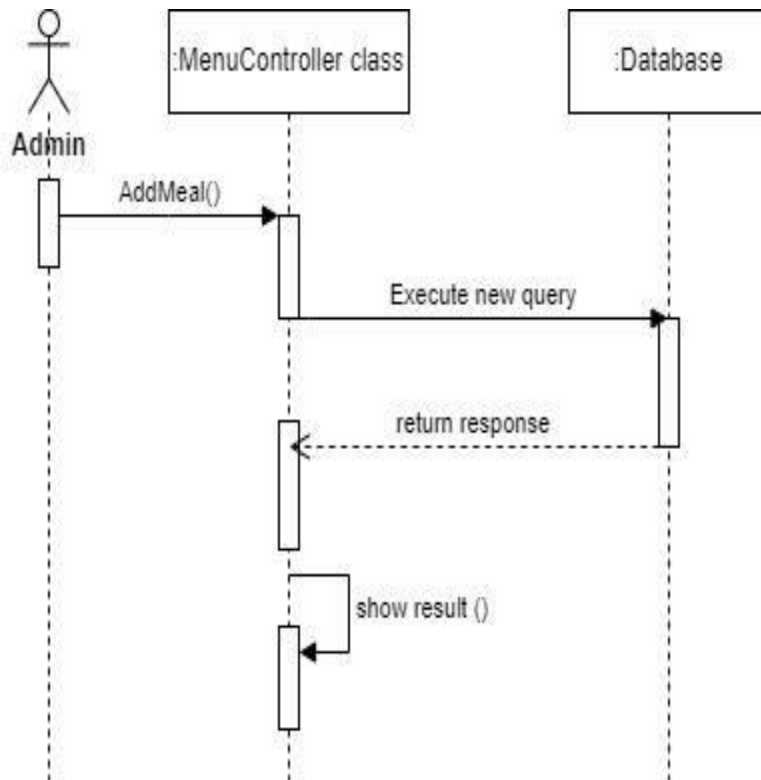 :MenuController class
:Database
Admin
AddMeal()
Execute new query
return response
show result ()